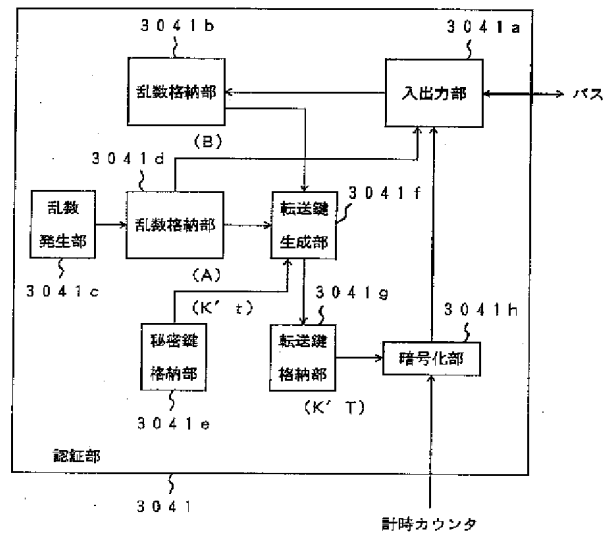 3041b
3041a
乱数格納部
入出力部
バス
(B)
3041d
3041f
乱数
発生部
乱数格納部
転送鍵
生成部
(A)
3041c
(K' t)
3041g
3041h
秘密鍵
格納部
転送鍵
格納部
暗号化部
3041e
(K' T)
認証部
3041
計時カウンタ